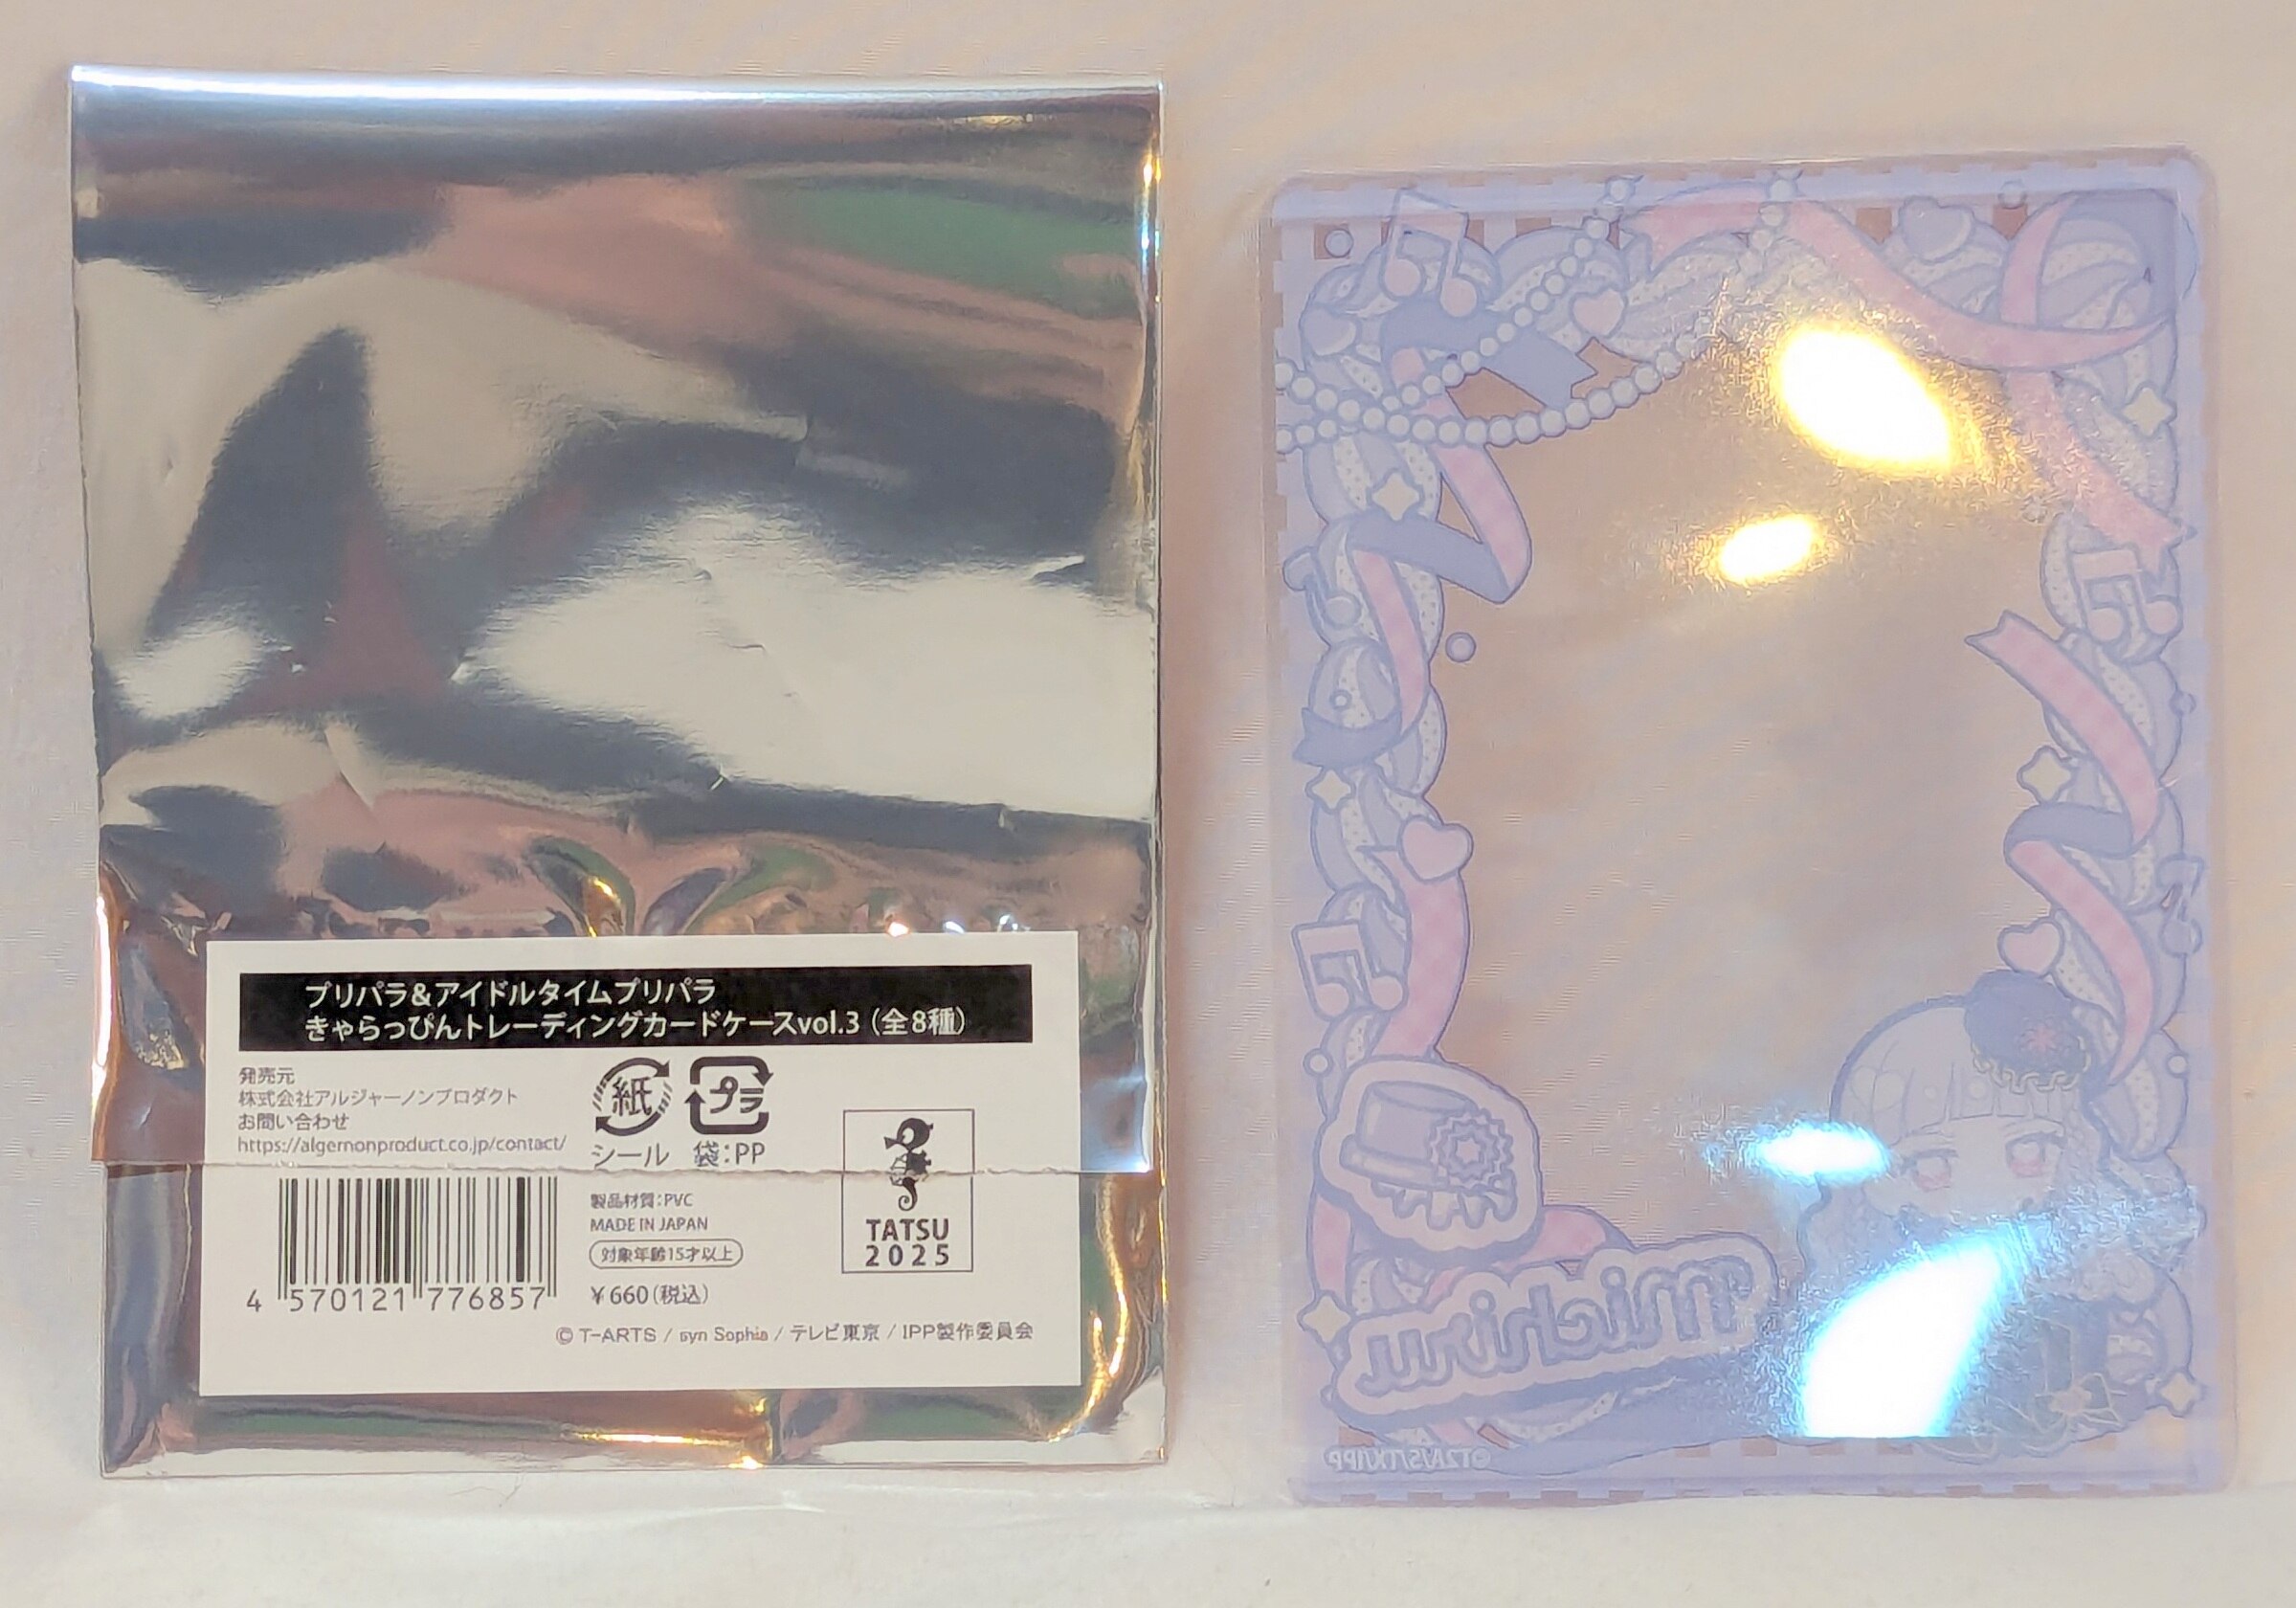 プリパラ&アイドルタイムプリパラ
きゃらっぴんトレーディングカードケースvol.3（全8種）
発売元
株式会社アルジャーノンプロダクト
お問い合わせ
https://algernonproduct.co.jp/contact/
紙
シール
プラ
袋：PP
4 570121 776857
製品材質：PVC
MADE IN JAPAN
対象年齢15才以上
¥660（税込）
TATSU
2025
© T-ARTS / syn Sophia / テレビ東京 / IPP製作委員会
michiru
©T2A/S/TX/IPP